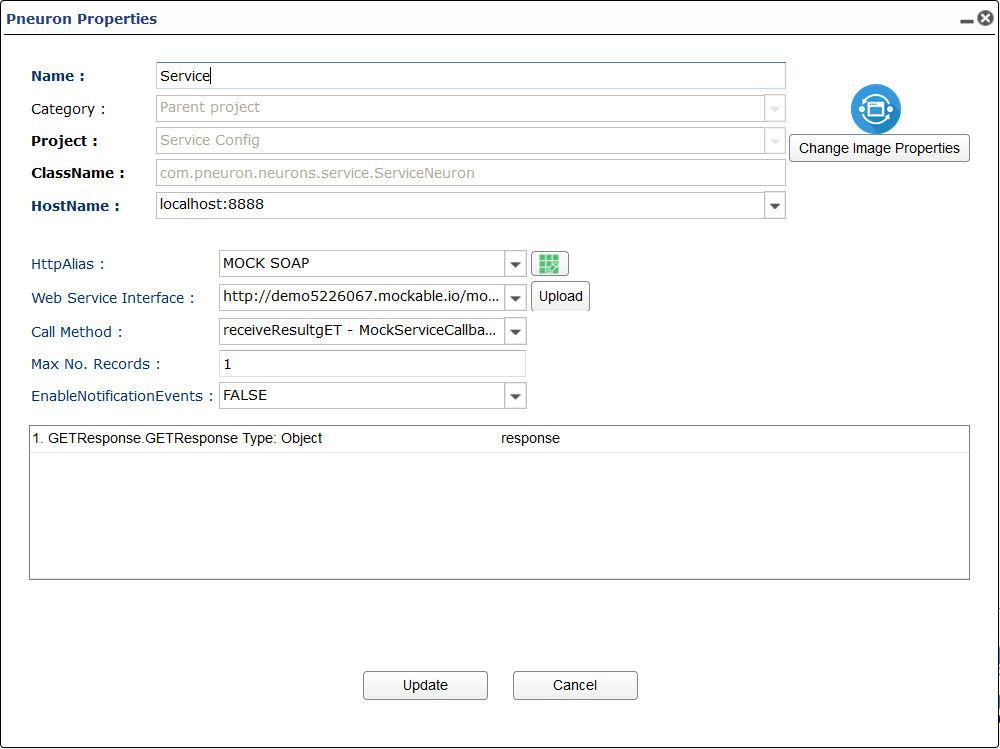 Pneuron Properties
Name : Service
Category : Parent project
Project : Service Config
Change Image Properties
ClassName : com.pneuron.neurons.service.ServiceNeuron
HostName : localhost:8888
HttpAlias : MOCK SOAP
Web Service Interface : http://demo5226067.mockable.io/mo... Upload
Call Method : receiveResultgET - MockServiceCallba...
Max No. Records : 1
EnableNotificationEvents : FALSE
1. GETResponse.GETResponse Type: Object response
Update Cancel